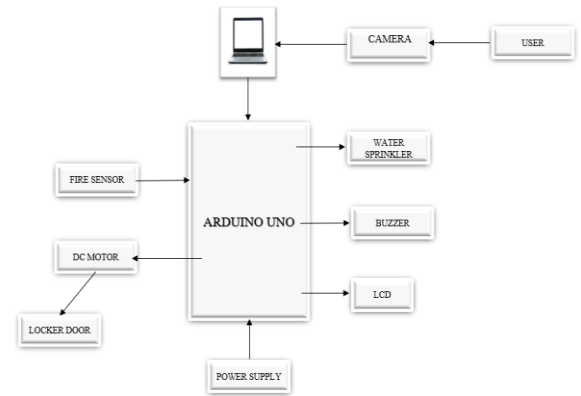 CAMERA
USER
WATER
SPRINKLER
FIRE SENSOR
ARDUINO UNO
BUZZER
DC MOTOR
LCD
LOCKER DOOR
POWER SUPPLY